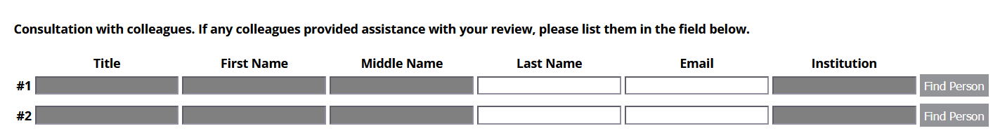 Consultation with colleagues. If any colleagues provided assistance with your review, please list them in the field below.
Title First Name Middle Name Last Name Email Institution
#1 Find Person
#2 Find Person